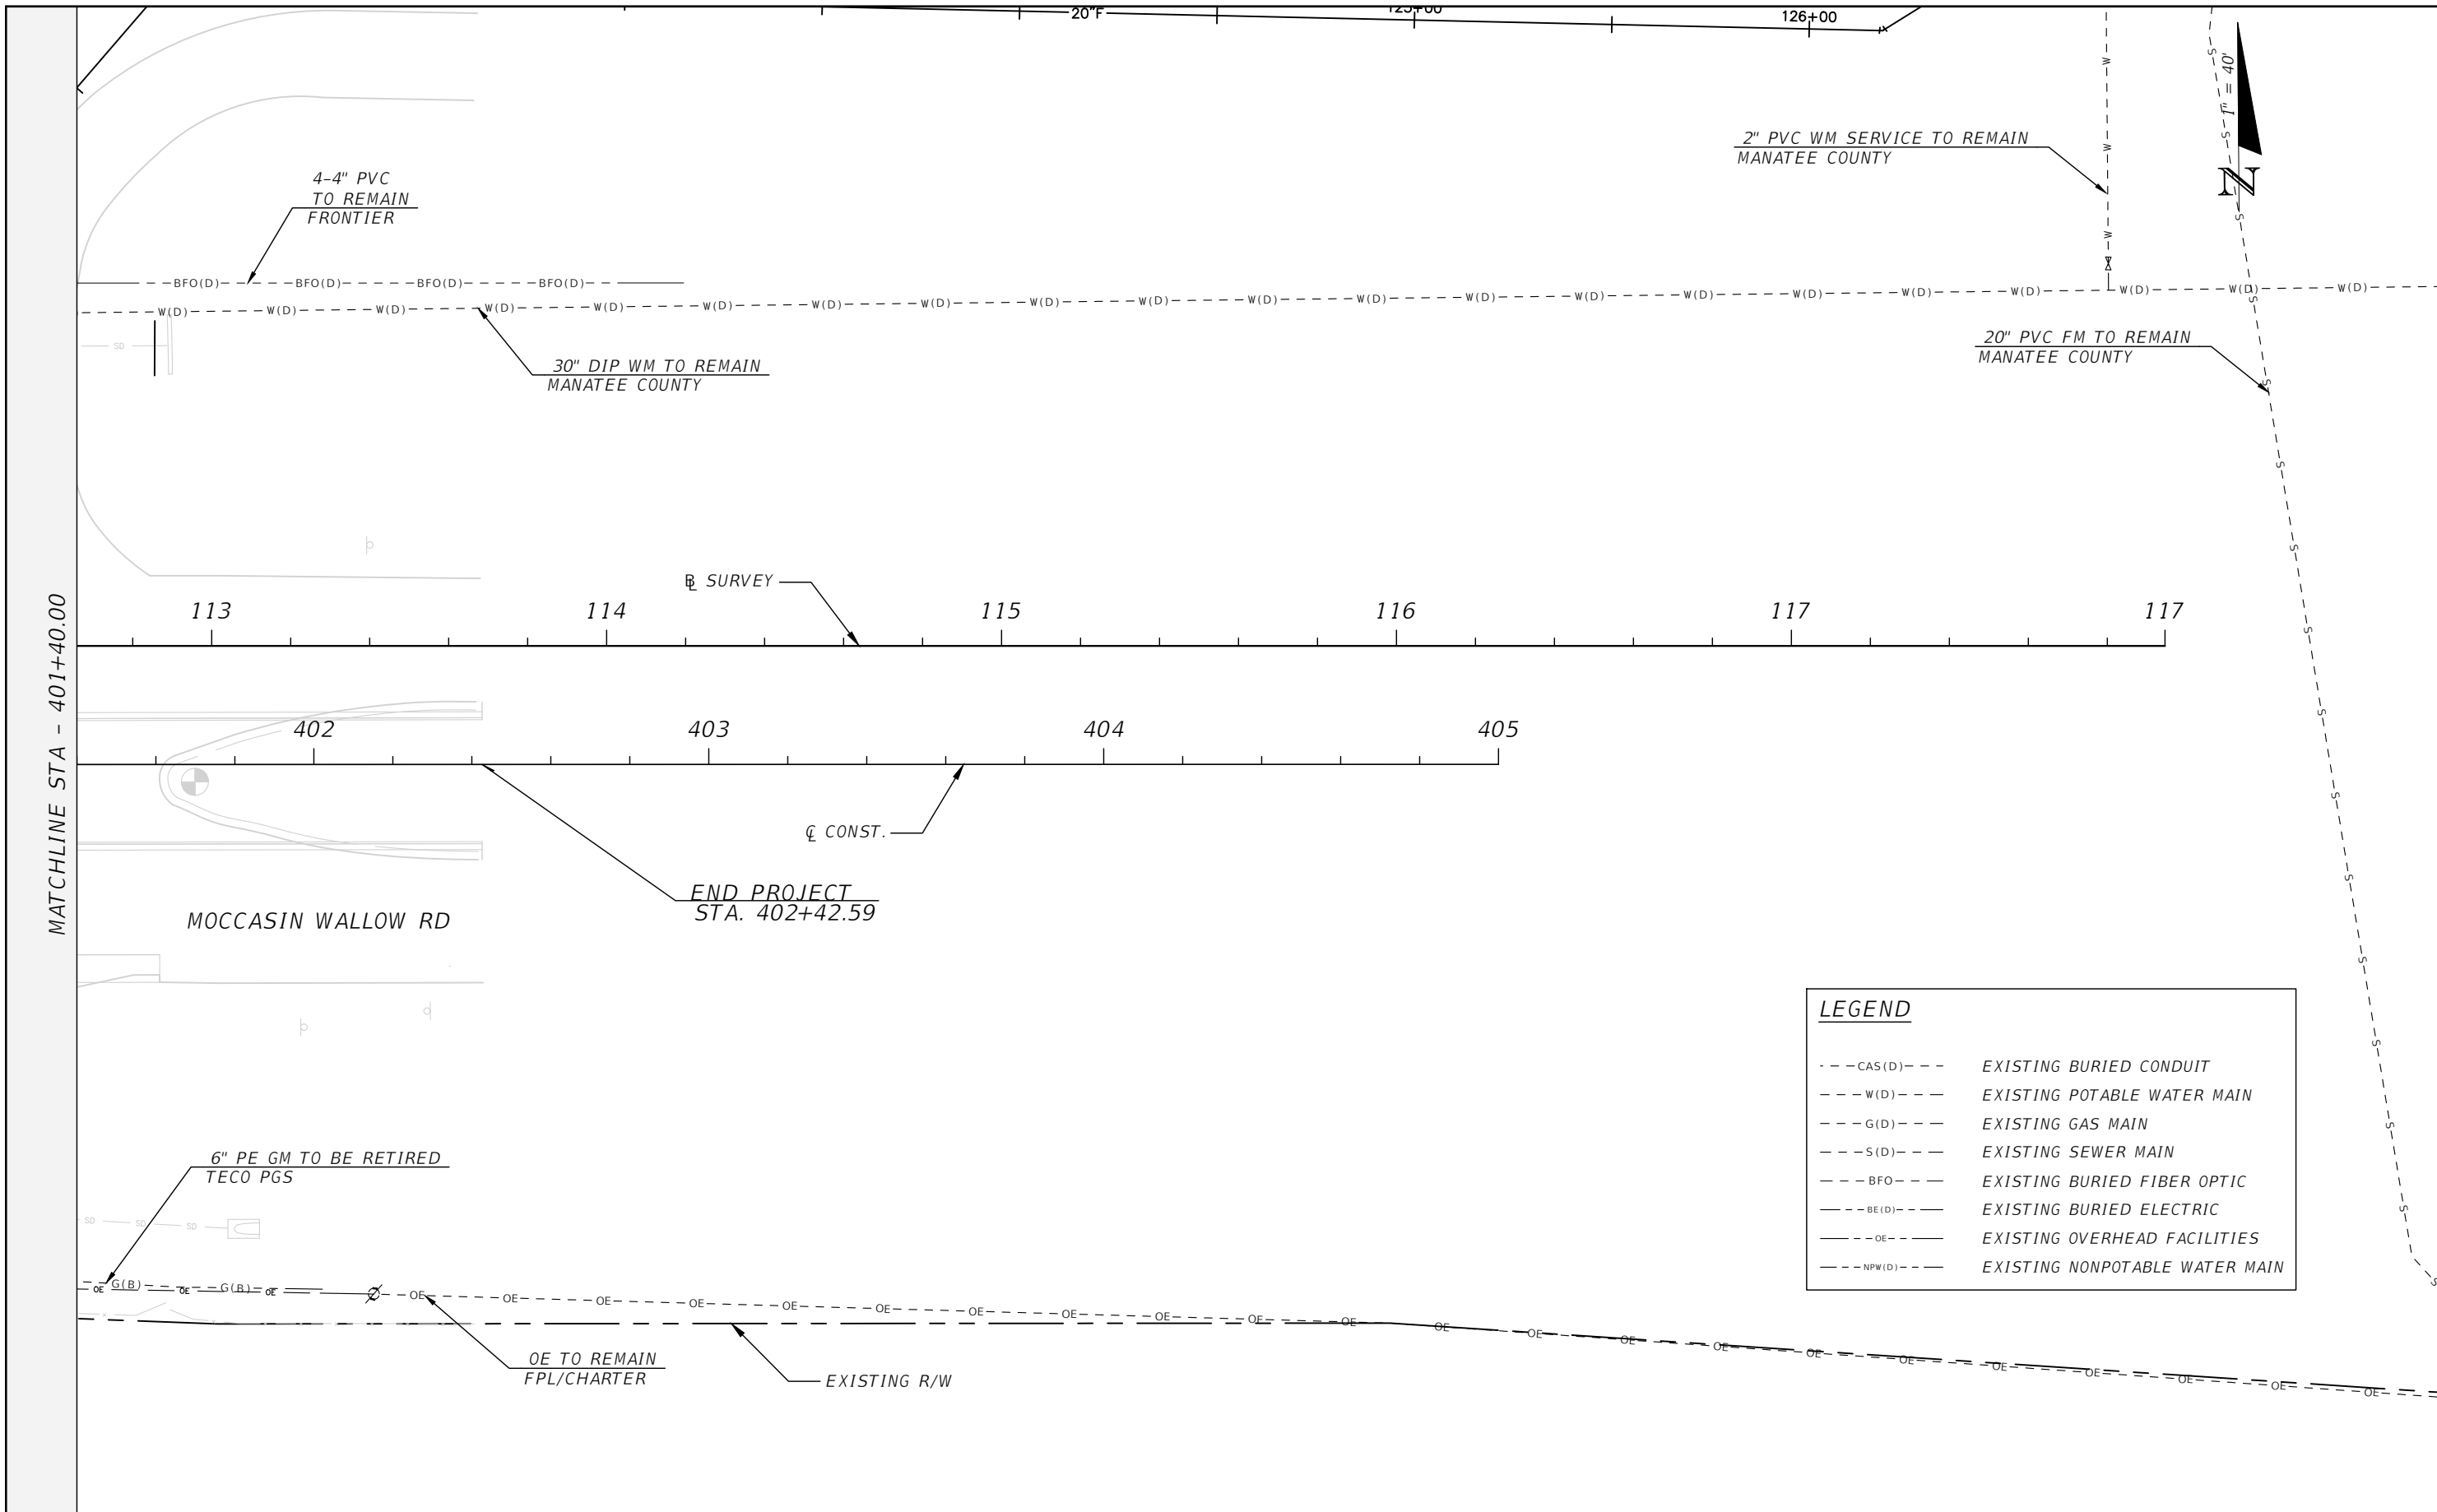 20"F
125+00
126+00
1" = 40'
N
2" PVC WM SERVICE TO REMAIN
MANATEE COUNTY
W
W
W
S
S
S
4-4" PVC
TO REMAIN
FRONTIER
BFO(D) BFO(D) BFO(D) BFO(D)
W(D) W(D) W(D) W(D) W(D) W(D) W(D) W(D) W(D) W(D) W(D) W(D) W(D) W(D) W(D) W(D) W(D) W(D) W(D) W(D) W(D)
SD
30" DIP WM TO REMAIN
MANATEE COUNTY
20" PVC FM TO REMAIN
MANATEE COUNTY
S
S
S
S
S
S
S
S
S
S
S
S
MATCHLINE STA - 401+40.00
BL SURVEY
113 114 115 116 117 117
402 403 404 405
CL CONST.
END PROJECT
STA. 402+42.59
MOCCASIN WALLOW RD
LEGEND
CAS(D) EXISTING BURIED CONDUIT
W(D) EXISTING POTABLE WATER MAIN
G(D) EXISTING GAS MAIN
S(D) EXISTING SEWER MAIN
BFO EXISTING BURIED FIBER OPTIC
BE(D) EXISTING BURIED ELECTRIC
OE EXISTING OVERHEAD FACILITIES
NPW(D) EXISTING NONPOTABLE WATER MAIN
6" PE GM TO BE RETIRED
TECO PGS
SD SD SD
G(B) G(B)
OE OE OE OE OE OE OE OE OE OE OE OE OE OE OE OE OE OE OE OE OE OE OE OE OE
OE TO REMAIN
FPL/CHARTER
EXISTING R/W